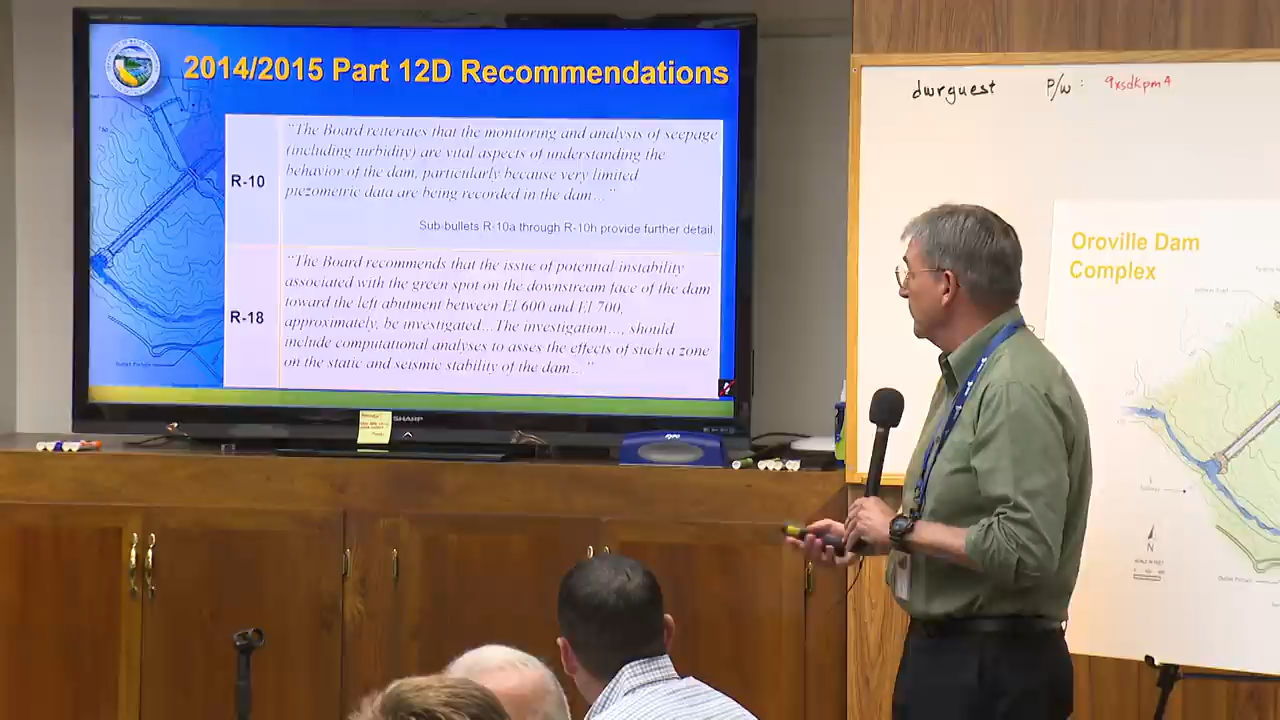 2014/2015 Part 12D Recommendations
R-10
“The Board reiterates that the monitoring and analysis of seepage
(including turbidity) are vital aspects of understanding the
behavior of the dam, particularly because very limited
piezometric data are being recorded in the dam…”
Sub-bullets R-10a through R-10h provide further detail.
R-18
“The Board recommends that the issue of potential instability
associated with the green spot on the downstream face of the dam
toward the left abutment between El 600 and El 700,
approximately, be investigated…The investigation…, should
include computational analyses to asses the effects of such a zone
on the static and seismic stability of the dam…”
SHARP
expo
dwrguest P/w: 9xsdkpm4
Oroville Dam
Complex
N
SCALE IN FEET